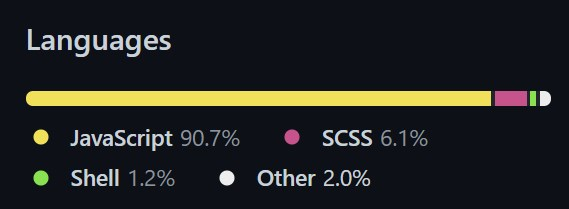 Languages
JavaScript 90.7% SCSS 6.1%
Shell 1.2% Other 2.0%